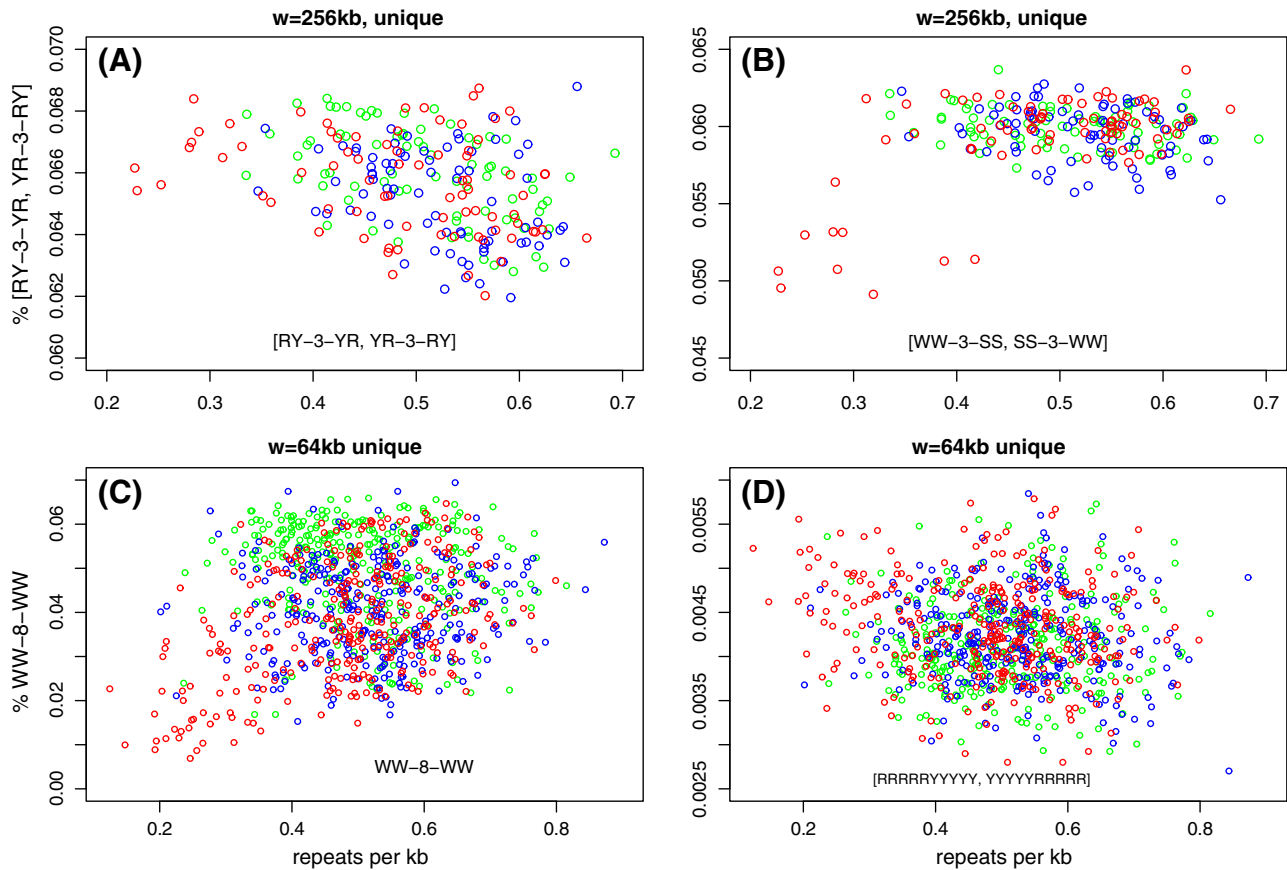 w=256kb, unique
(A)
% [RY−3−YR, YR−3−RY]
0.070
0.068
0.066
0.064
0.062
0.060
[RY−3−YR, YR−3−RY]
0.2 0.3 0.4 0.5 0.6 0.7
w=256kb, unique
(B)
0.065
0.060
0.055
0.050
0.045
[WW−3−SS, SS−3−WW]
0.2 0.3 0.4 0.5 0.6 0.7
w=64kb unique
(C)
% WW−8−WW
0.06
0.04
0.02
0.00
WW−8−WW
0.2 0.4 0.6 0.8
repeats per kb
w=64kb unique
(D)
0.0055
0.0045
0.0035
0.0025
[RRRRRYYYYY, YYYYYRRRRR]
0.2 0.4 0.6 0.8
repeats per kb